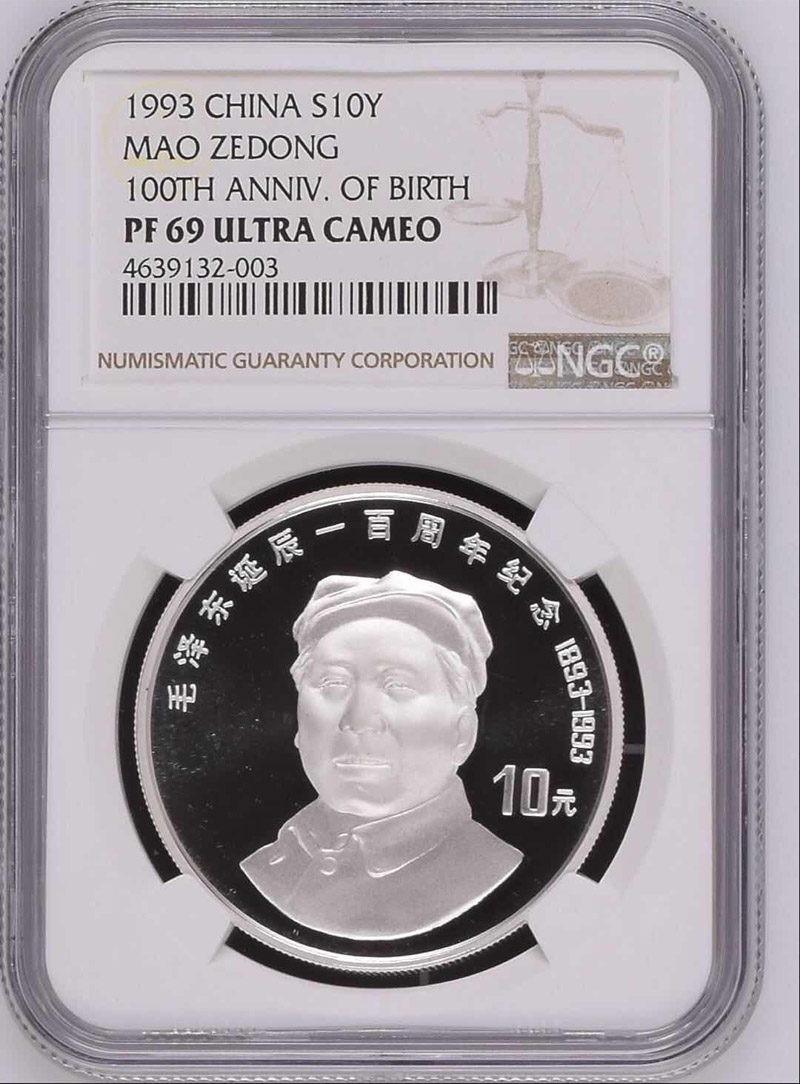 1993 CHINA S10Y
MAO ZEDONG
100TH ANNIV. OF BIRTH
PF 69 ULTRA CAMEO
4639132-003
NUMISMATIC GUARANTY CORPORATION
NGC®
毛泽东诞辰一百周年纪念 1893-1993
10元